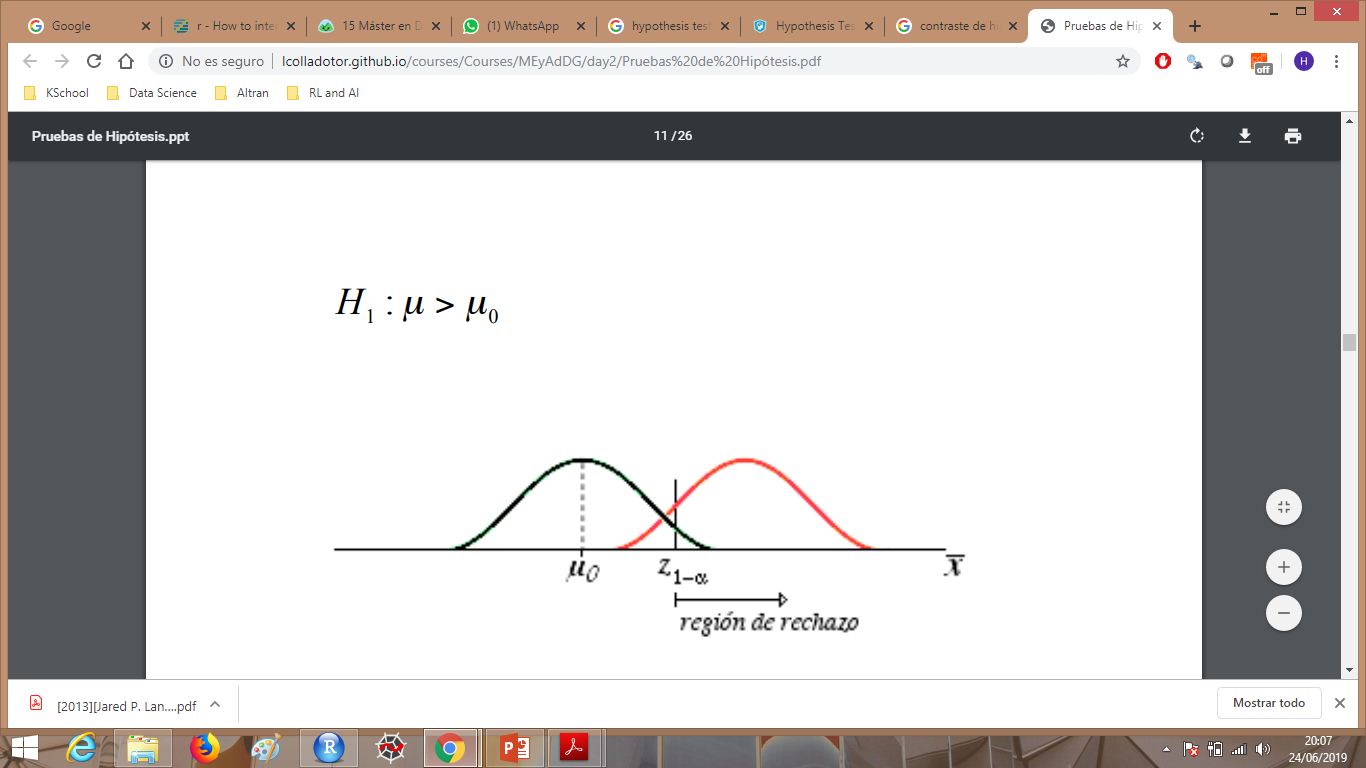 Google
r - How to inter
15 Máster en D
(1) WhatsApp
hypothesis test
Hypothesis Tes
contraste de hi
Pruebas de Hip
No es seguro | lcolladotor.github.io/courses/Courses/MEyAdDG/day2/Pruebas%20de%20Hipótesis.pdf
off
H
KSchool
Data Science
Altran
RL and AI
Pruebas de Hipótesis.ppt
11 / 26
H₁ : μ > μ₀
μ₀
z₁₋α
x̅
región de rechazo
[2013][Jared P. Lan....pdf
Mostrar todo
20:07
24/06/2019